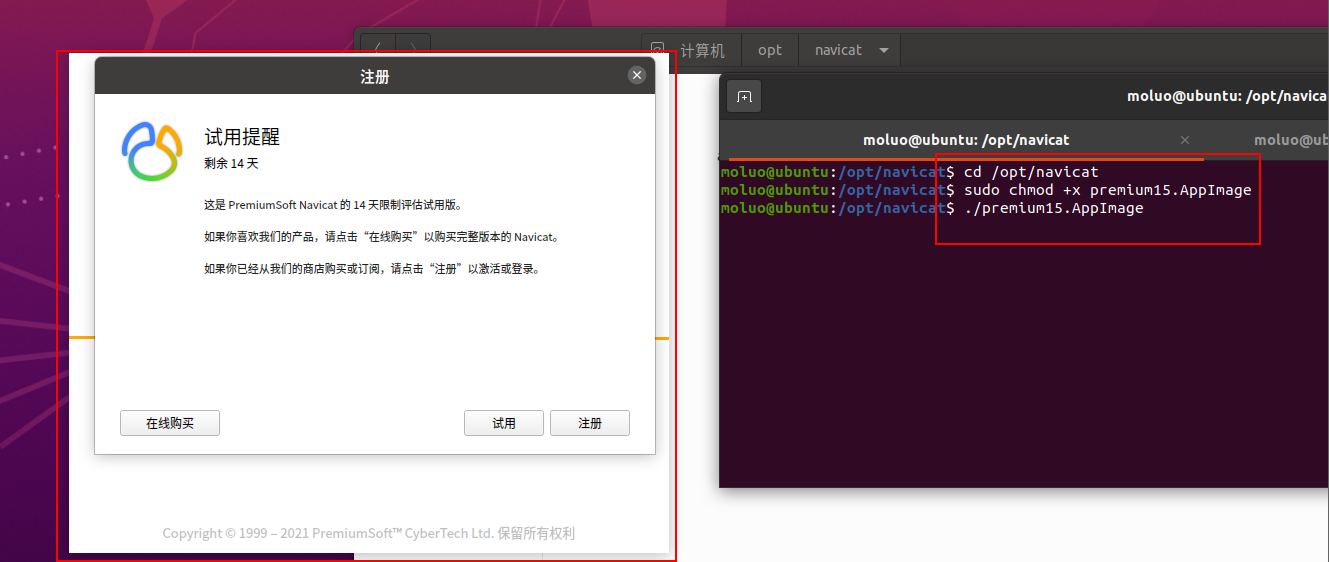 计算机
opt
navicat
注册
试用提醒
剩余 14 天
这是 PremiumSoft Navicat 的 14 天限制评估试用版。
如果你喜欢我们的产品，请点击“在线购买”以购买完整版本的 Navicat。
如果你已经从我们的商店购买或订阅，请点击“注册”以激活或登录。
在线购买
试用
注册
Copyright © 1999 – 2021 PremiumSoft™ CyberTech Ltd. 保留所有权利
moluo@ubuntu: /opt/navica
moluo@ubuntu: /opt/navicat
moluo@ub
moluo@ubuntu:/opt/navicat$ cd /opt/navicat
moluo@ubuntu:/opt/navicat$ sudo chmod +x premium15.AppImage
moluo@ubuntu:/opt/navicat$ ./premium15.AppImage